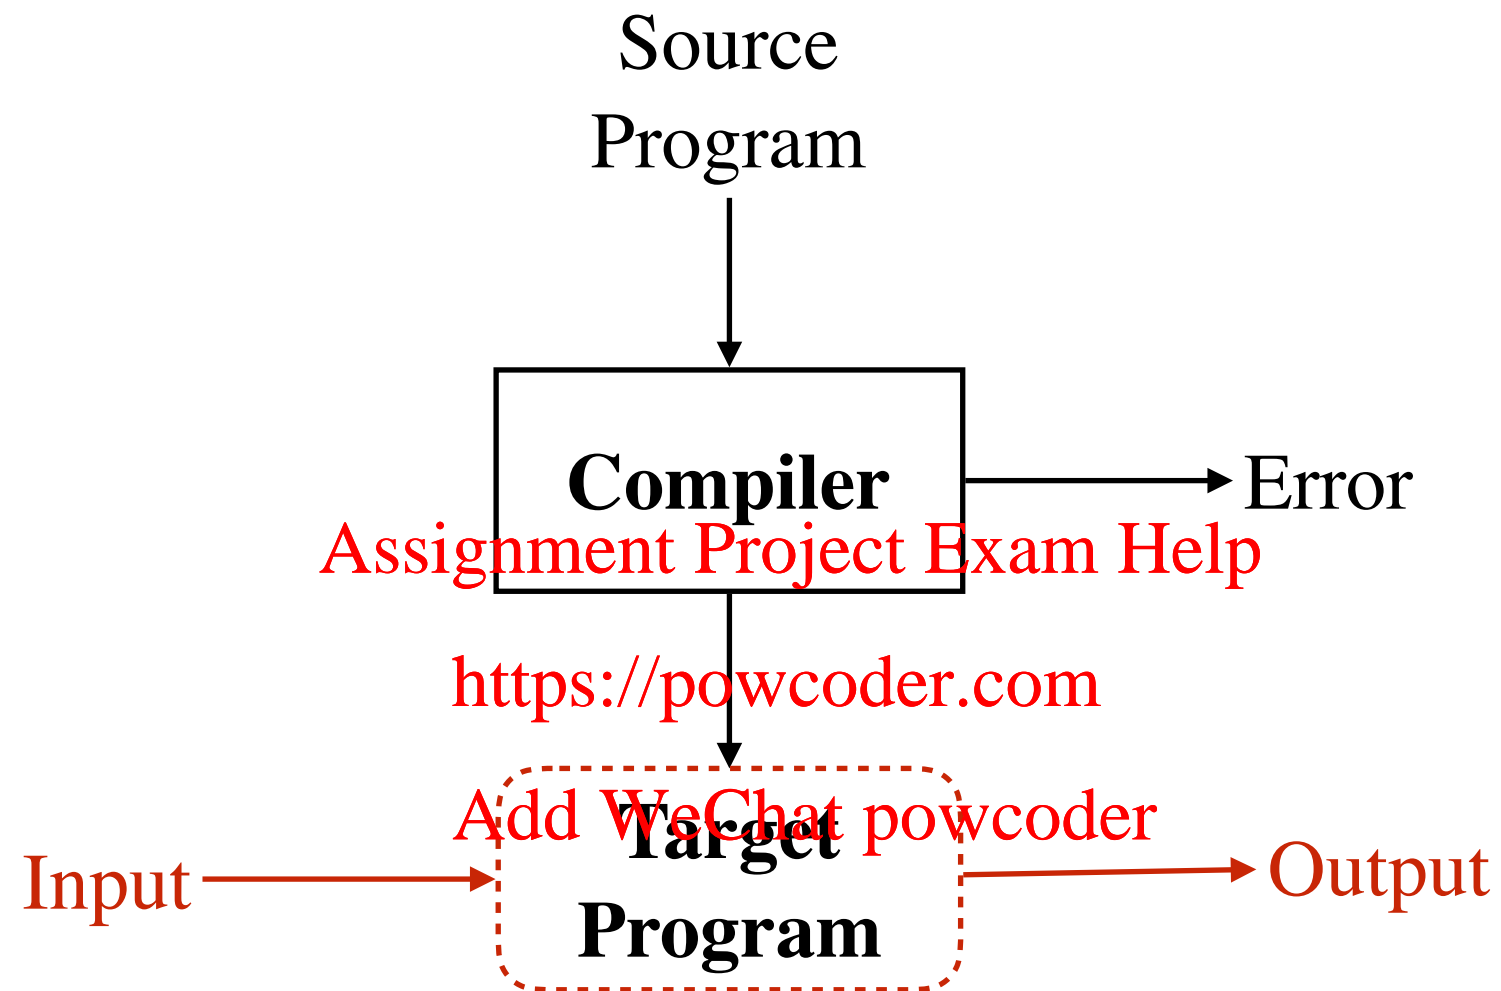 Source
Program
Compiler
Error
Assignment Project Exam Help
https://powcoder.com
Add WeChat powcoder
Target
Input
Output
Program